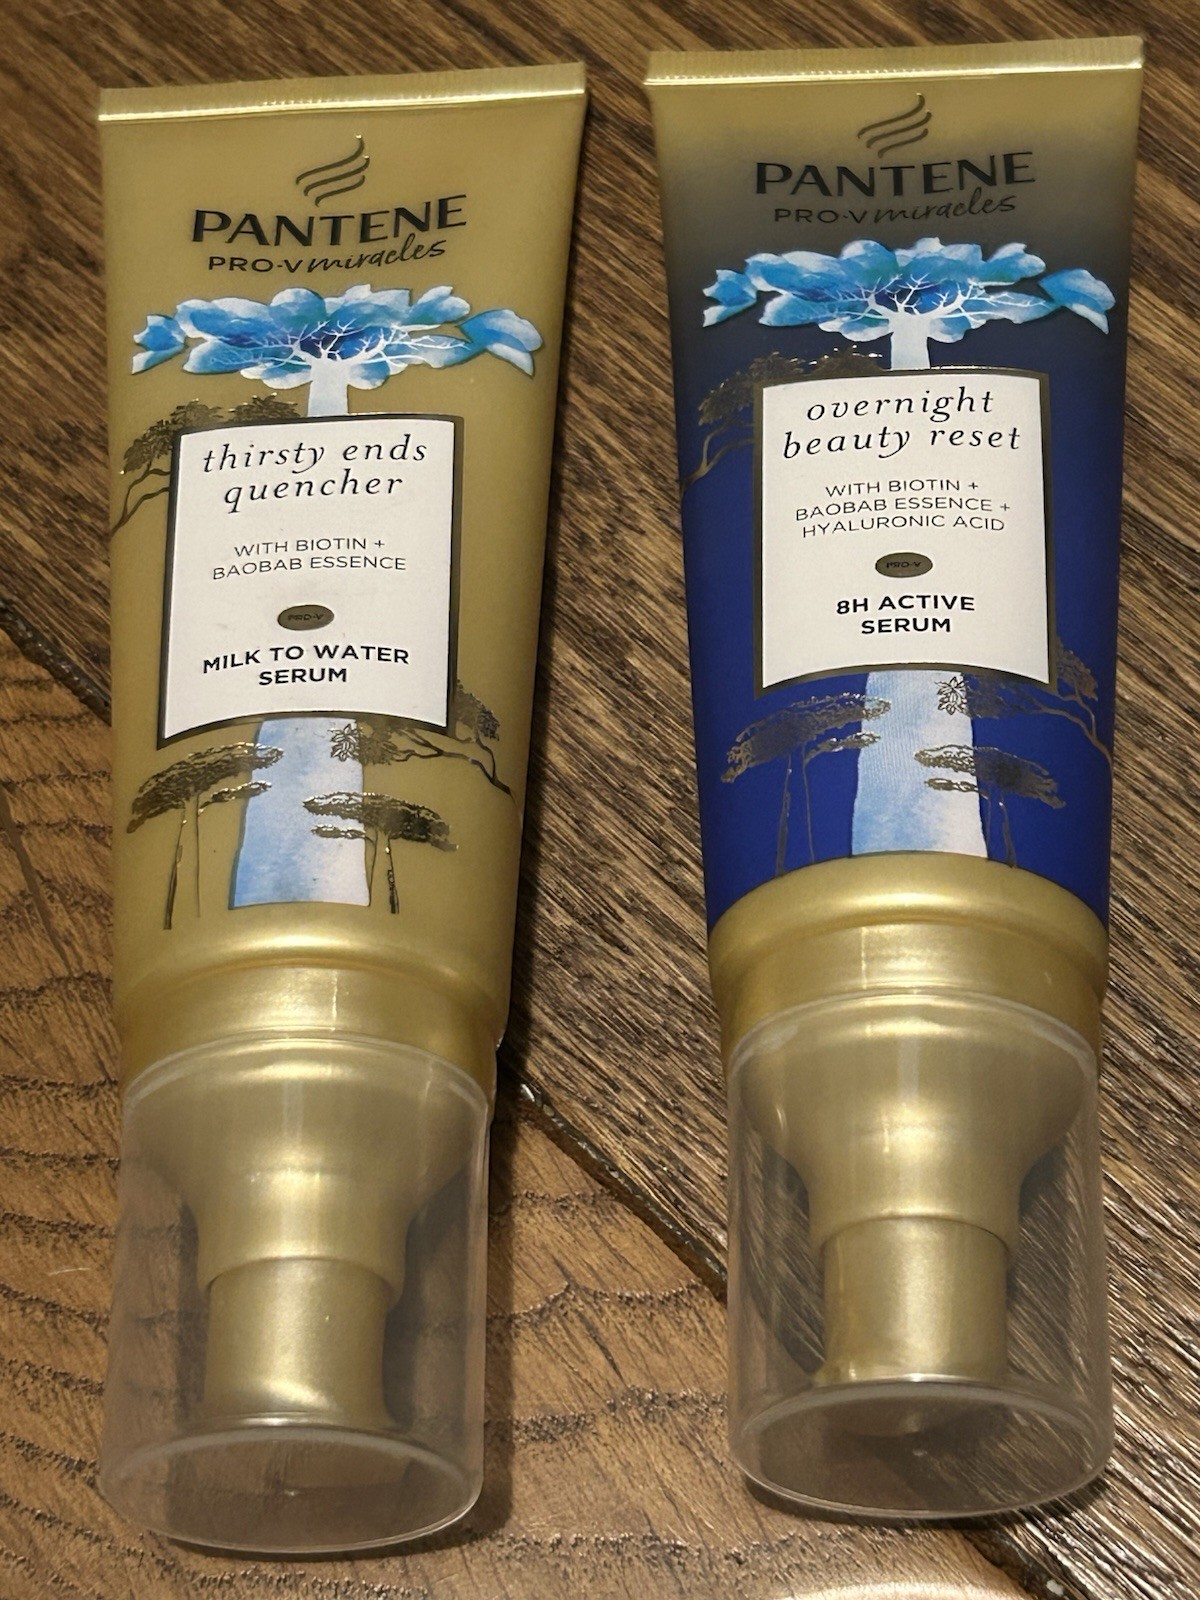 PANTENE
PRO-V miracles
thirsty ends
quencher
WITH BIOTIN +
BAOBAB ESSENCE
PRO-V
MILK TO WATER
SERUM
PANTENE
PRO-V miracles
overnight
beauty reset
WITH BIOTIN +
BAOBAB ESSENCE +
HYALURONIC ACID
PRO-V
8H ACTIVE
SERUM